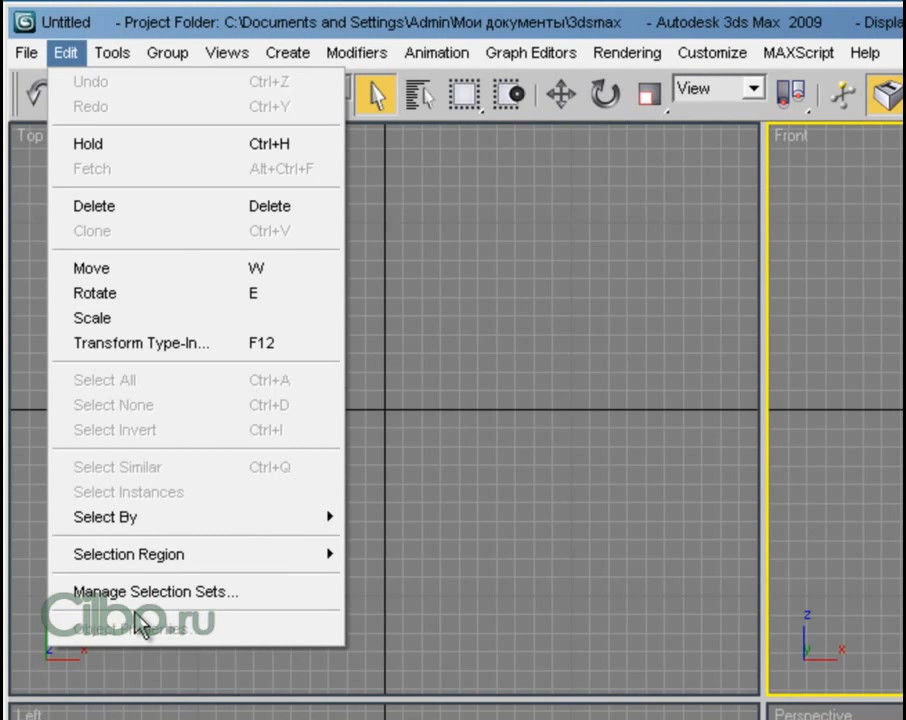 Untitled - Project Folder: C:\Documents and Settings\Admin\Мои документы\3dsmax - Autodesk 3ds Max 2009 - Displa
File Edit Tools Group Views Create Modifiers Animation Graph Editors Rendering Customize MAXScript Help
View
Top
Front
Undo Ctrl+Z
Redo Ctrl+Y
Hold Ctrl+H
Fetch Alt+Ctrl+F
Delete Delete
Clone Ctrl+V
Move W
Rotate E
Scale
Transform Type-In... F12
Select All Ctrl+A
Select None Ctrl+D
Select Invert Ctrl+I
Select Similar Ctrl+Q
Select Instances
Select By
Selection Region
Manage Selection Sets...
Object Properties...
Cilbo.ru
z x
z y x
Left
Perspective